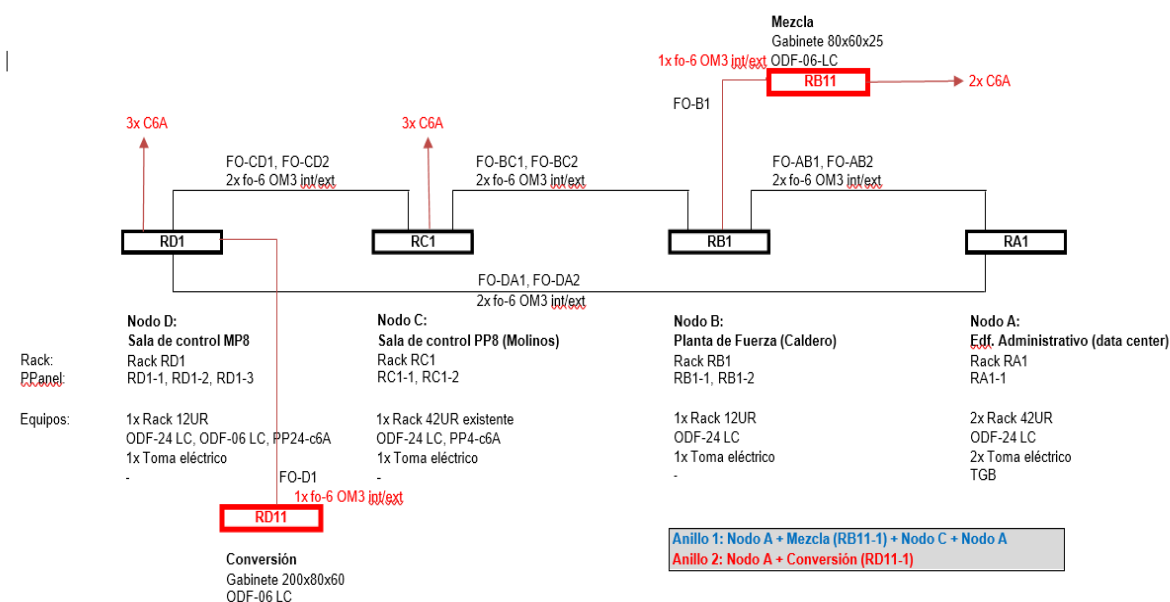 Mezcla
Gabinete 80x60x25
1x fo-6 OM3 int/ext ODF-06-LC
RB11
2x C6A
FO-B1
3x C6A
3x C6A
FO-CD1, FO-CD2
2x fo-6 OM3 int/ext
FO-BC1, FO-BC2
2x fo-6 OM3 int/ext
FO-AB1, FO-AB2
2x fo-6 OM3 int/ext
RD1
RC1
RB1
RA1
FO-DA1, FO-DA2
2x fo-6 OM3 int/ext
Nodo D:
Sala de control MP8
Rack RD1
RD1-1, RD1-2, RD1-3
1x Rack 12UR
ODF-24 LC, ODF-06 LC, PP24-c6A
1x Toma eléctrico
-
Nodo C:
Sala de control PP8 (Molinos)
Rack RC1
RC1-1, RC1-2
1x Rack 42UR existente
ODF-24 LC, PP4-c6A
1x Toma eléctrico
-
Nodo B:
Planta de Fuerza (Caldero)
Rack RB1
RB1-1, RB1-2
1x Rack 12UR
ODF-24 LC
1x Toma eléctrico
-
Nodo A:
Edf. Administrativo (data center)
Rack RA1
RA1-1
2x Rack 42UR
ODF-24 LC
2x Toma eléctrico
TGB
Rack:
PPanel:
Equipos:
FO-D1
1x fo-6 OM3 int/ext
RD11
Conversión
Gabinete 200x80x60
ODF-06 LC
Anillo 1: Nodo A + Mezcla (RB11-1) + Nodo C + Nodo A
Anillo 2: Nodo A + Conversión (RD11-1)